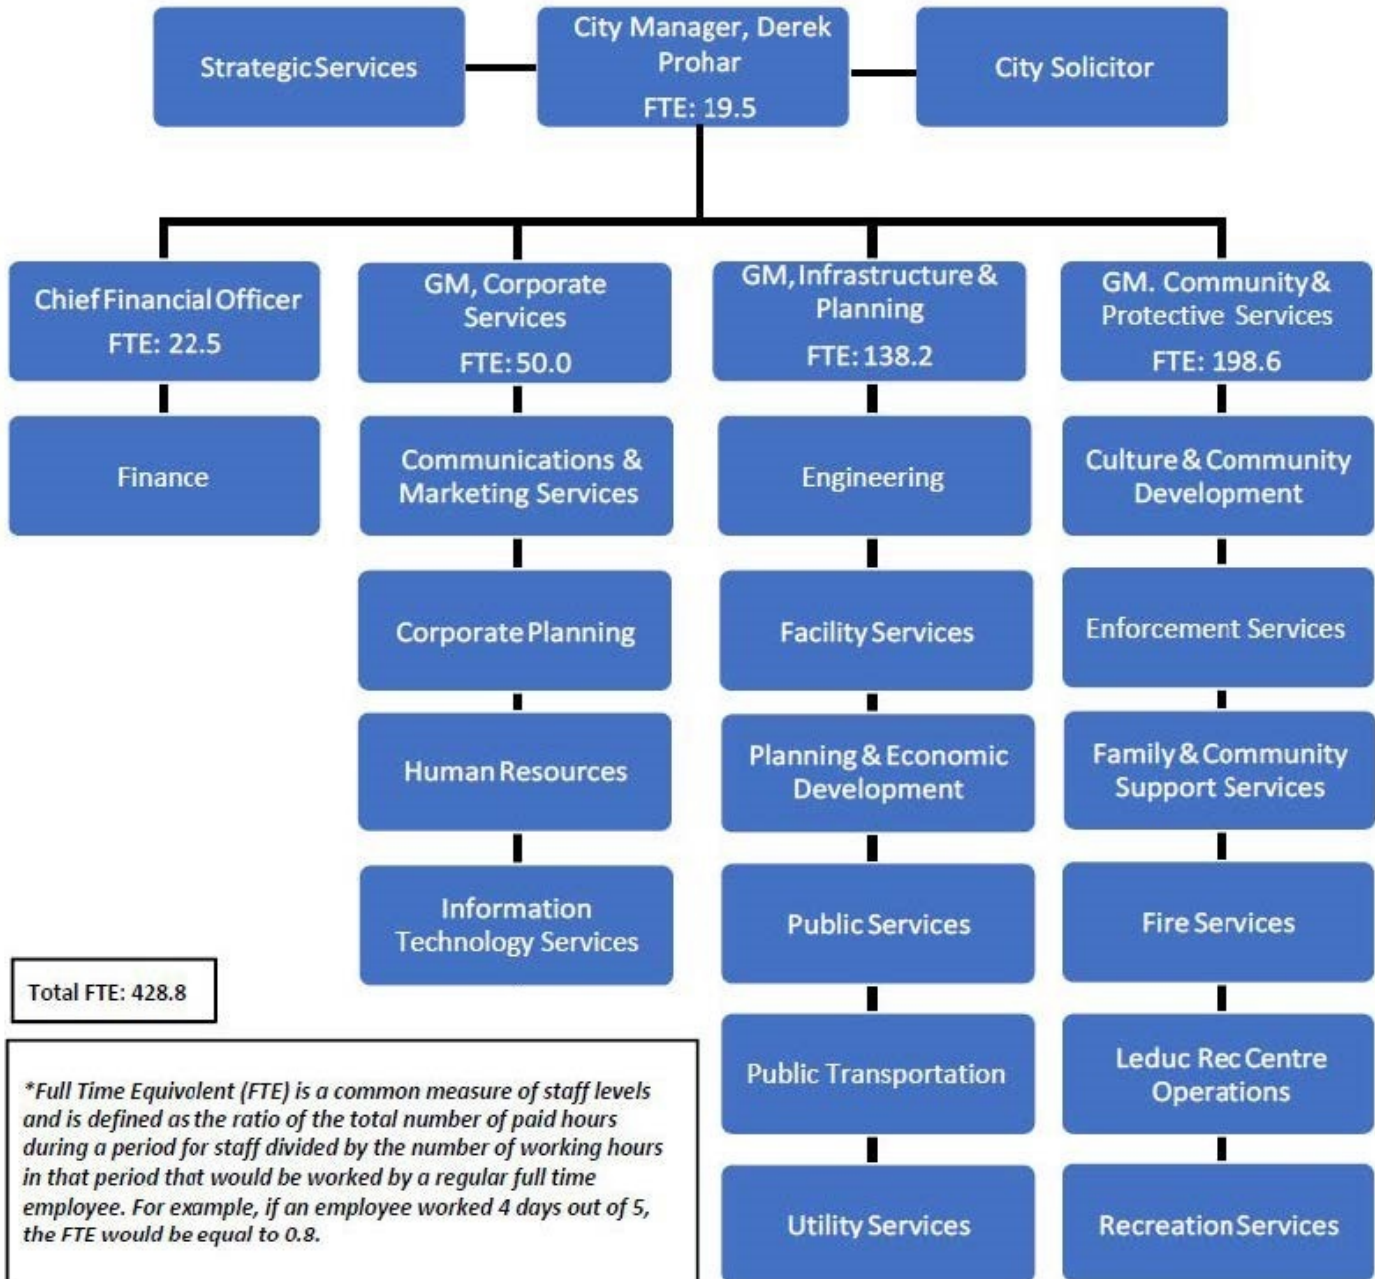 Strategic Services
City Manager, Derek
Prohar
FTE: 19.5
City Solicitor
Chief Financial Officer
FTE: 22.5
GM, Corporate
Services
FTE: 50.0
GM, Infrastructure &
Planning
FTE: 138.2
GM. Community &
Protective Services
FTE: 198.6
Finance
Communications &
Marketing Services
Engineering
Culture & Community
Development
Corporate Planning
Facility Services
Enforcement Services
Human Resources
Planning & Economic
Development
Family & Community
Support Services
Information
Technology Services
Public Services
Fire Services
Total FTE: 428.8
Public Transportation
Leduc Rec Centre
Operations
Utility Services
Recreation Services
*Full Time Equivalent (FTE) is a common measure of staff levels
and is defined as the ratio of the total number of paid hours
during a period for staff divided by the number of working hours
in that period that would be worked by a regular full time
employee. For example, if an employee worked 4 days out of 5,
the FTE would be equal to 0.8.